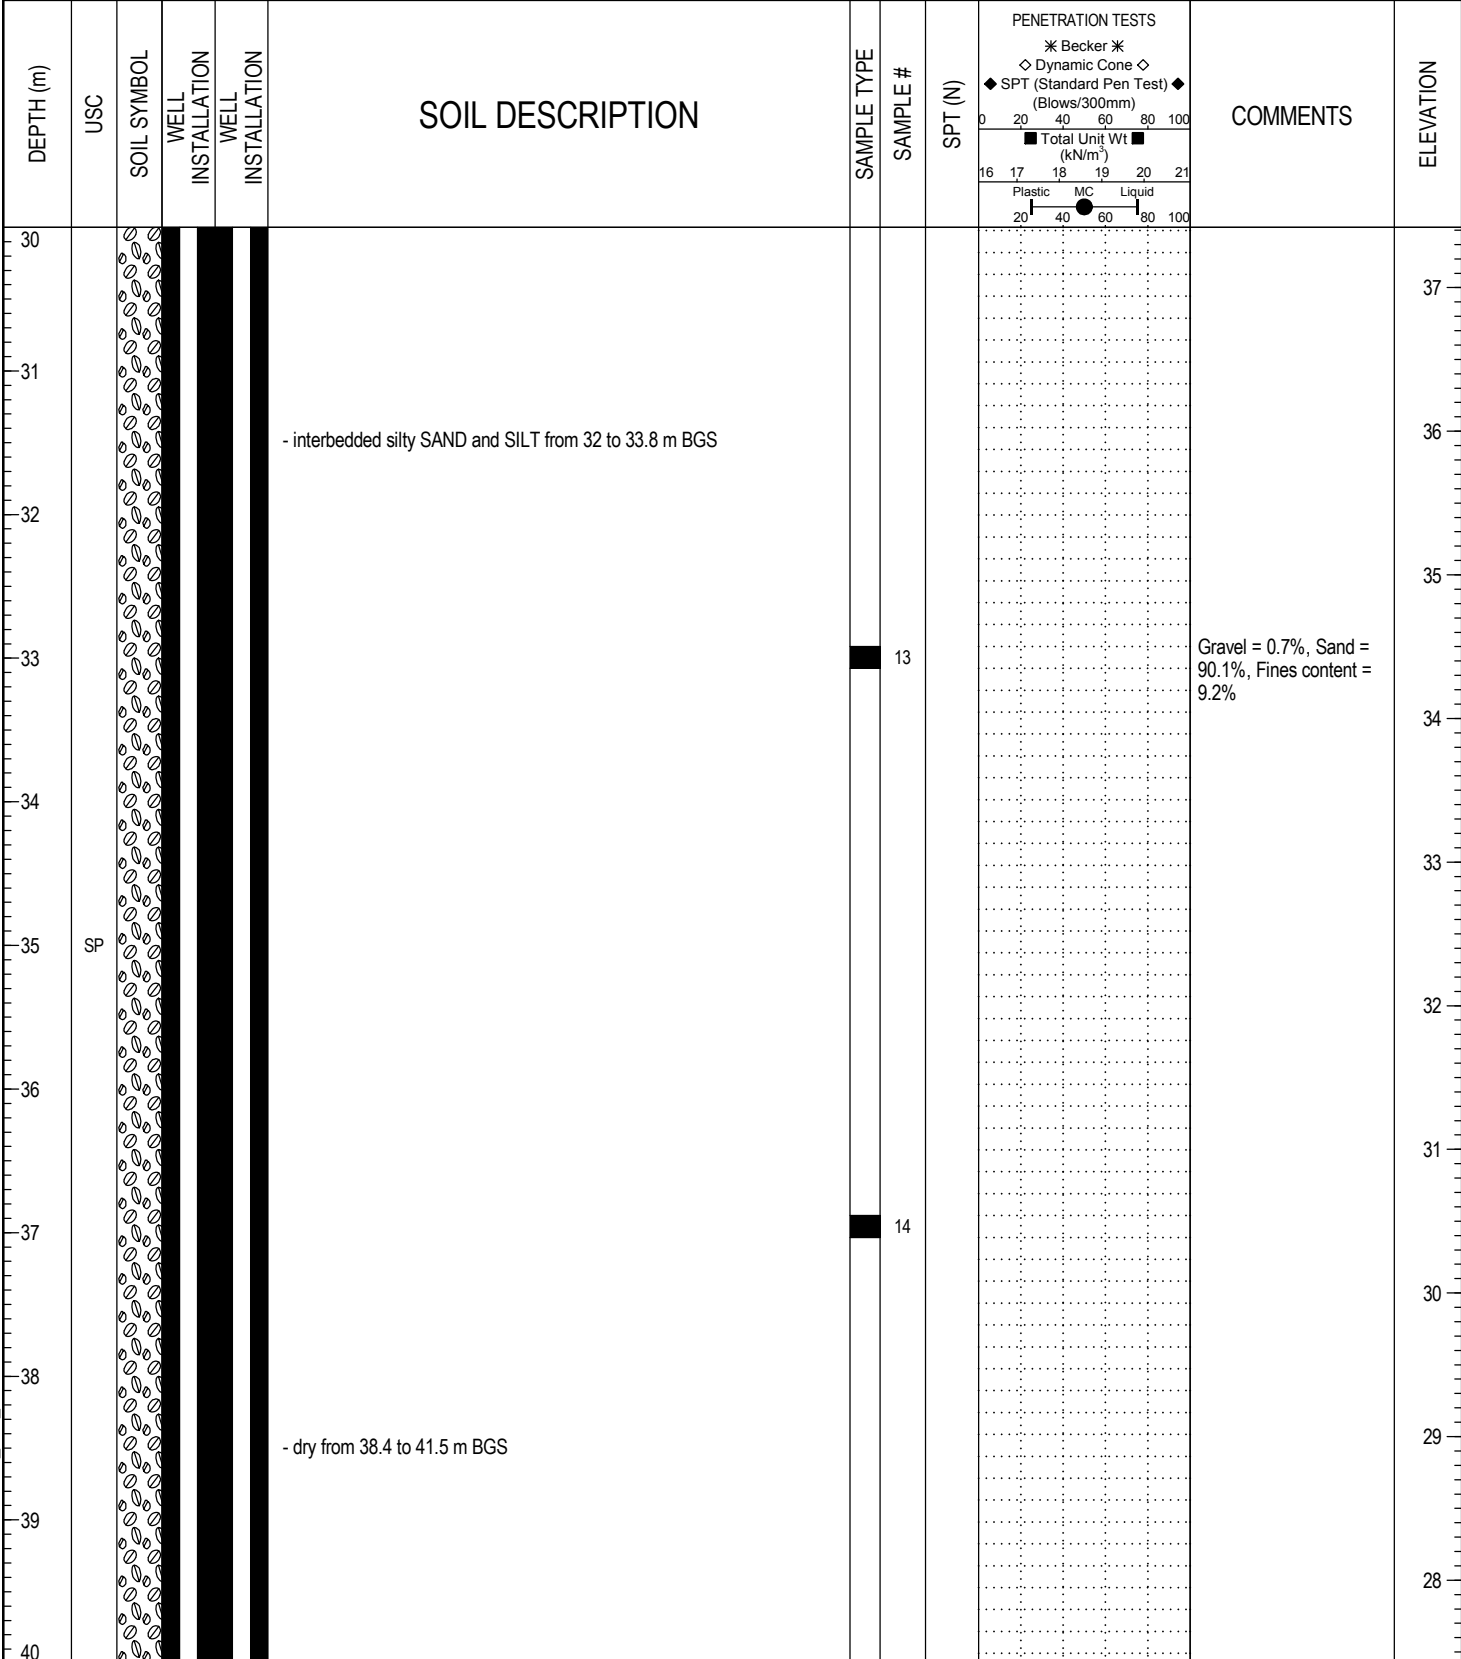 DEPTH (m)
USC
SOIL SYMBOL
WELL
INSTALLATION
WELL
INSTALLATION
SOIL DESCRIPTION
SAMPLE TYPE
SAMPLE #
SPT (N)
PENETRATION TESTS
✳ Becker ✳
◇ Dynamic Cone ◇
◆ SPT (Standard Pen Test) ◆
(Blows/300mm)
0 20 40 60 80 100
■ Total Unit Wt ■
(kN/m³)
16 17 18 19 20 21
Plastic MC Liquid
20 40 60 80 100
COMMENTS
ELEVATION
30
37
31
36
- interbedded silty SAND and SILT from 32 to 33.8 m BGS
32
35
33
13
Gravel = 0.7%, Sand =
90.1%, Fines content =
9.2%
34
34
33
35
SP
32
36
31
37
14
30
38
29
- dry from 38.4 to 41.5 m BGS
39
28
40